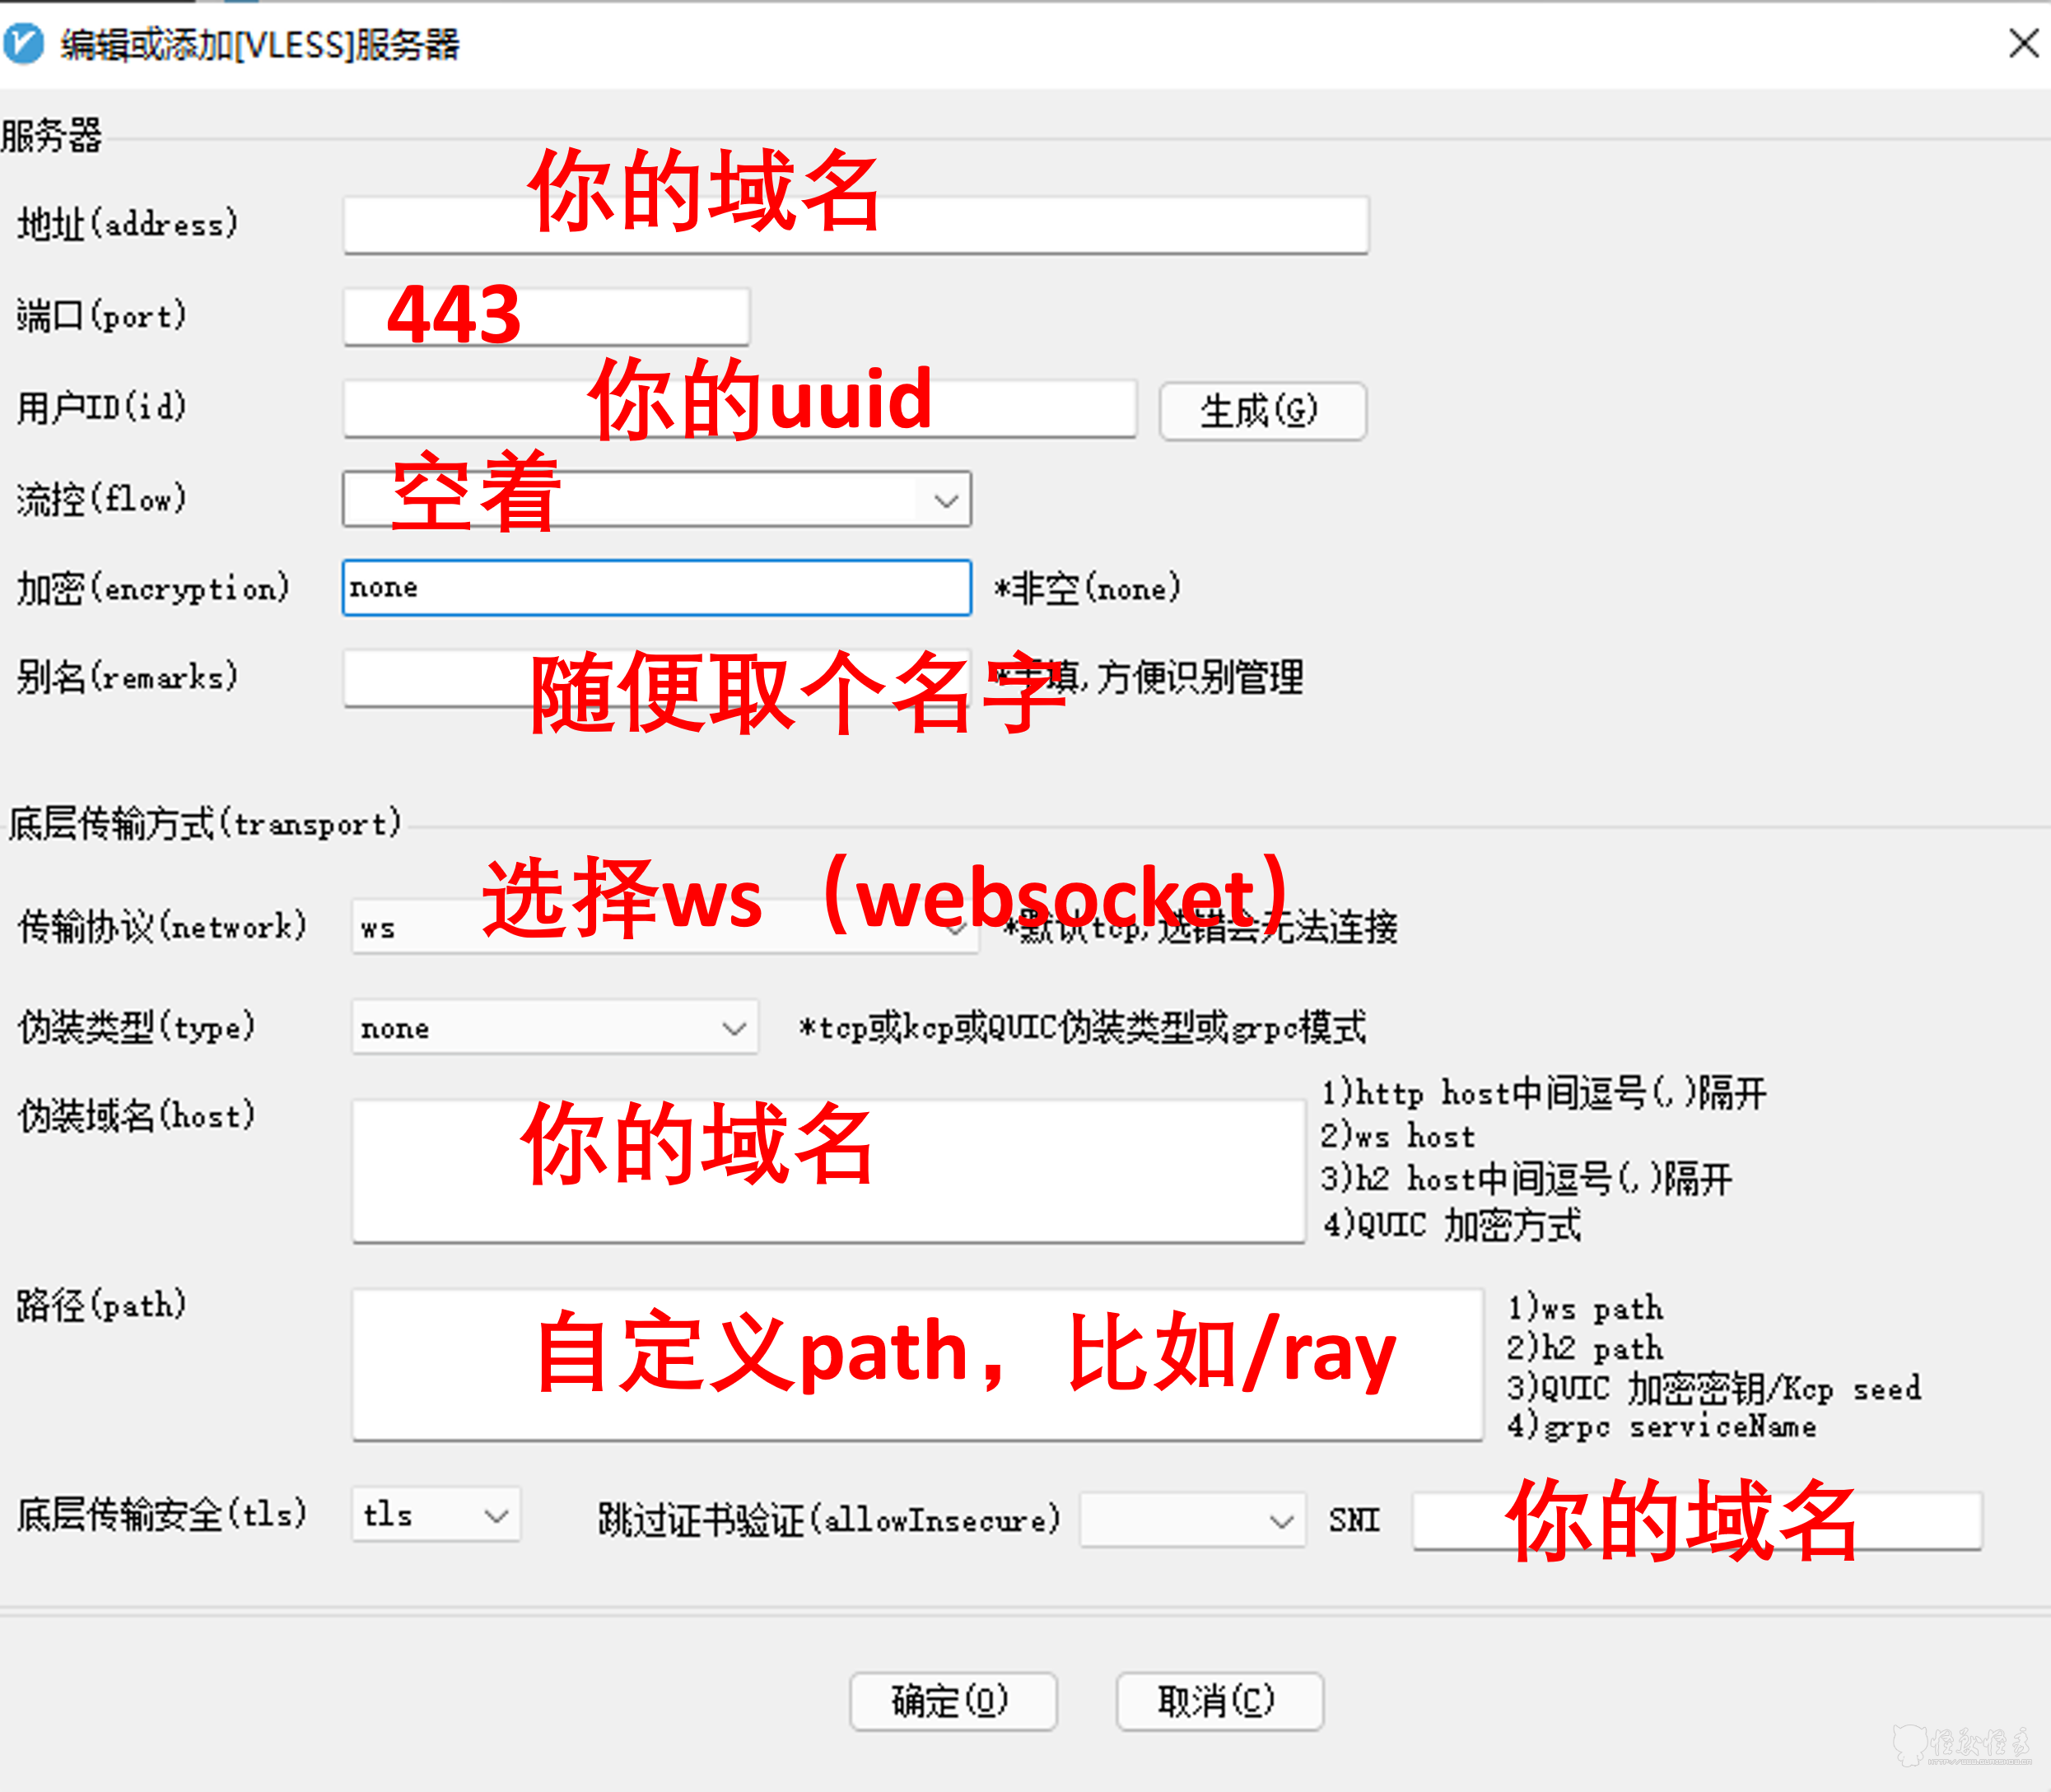 编辑或添加[VLESS]服务器
服务器
你的域名
地址(address)
端口(port) 443
用户ID(id) 你的uuid 生成(G)
流控(flow) 空着
加密(encryption) none *非空(none)
别名(remarks) 随便取个名字 *手填,方便识别管理
底层传输方式(transport)
选择ws（websocket）
传输协议(network) ws *默认tcp,选错会无法连接
伪装类型(type) none *tcp或kcp或QUIC伪装类型或grpc模式
伪装域名(host) 你的域名
1)http host中间逗号(,)隔开
2)ws host
3)h2 host中间逗号(,)隔开
4)QUIC 加密方式
路径(path) 自定义path，比如/ray
1)ws path
2)h2 path
3)QUIC 加密密钥/Kcp seed
4)grpc serviceName
底层传输安全(tls) tls 跳过证书验证(allowInsecure) SNI 你的域名
确定(O) 取消(C)